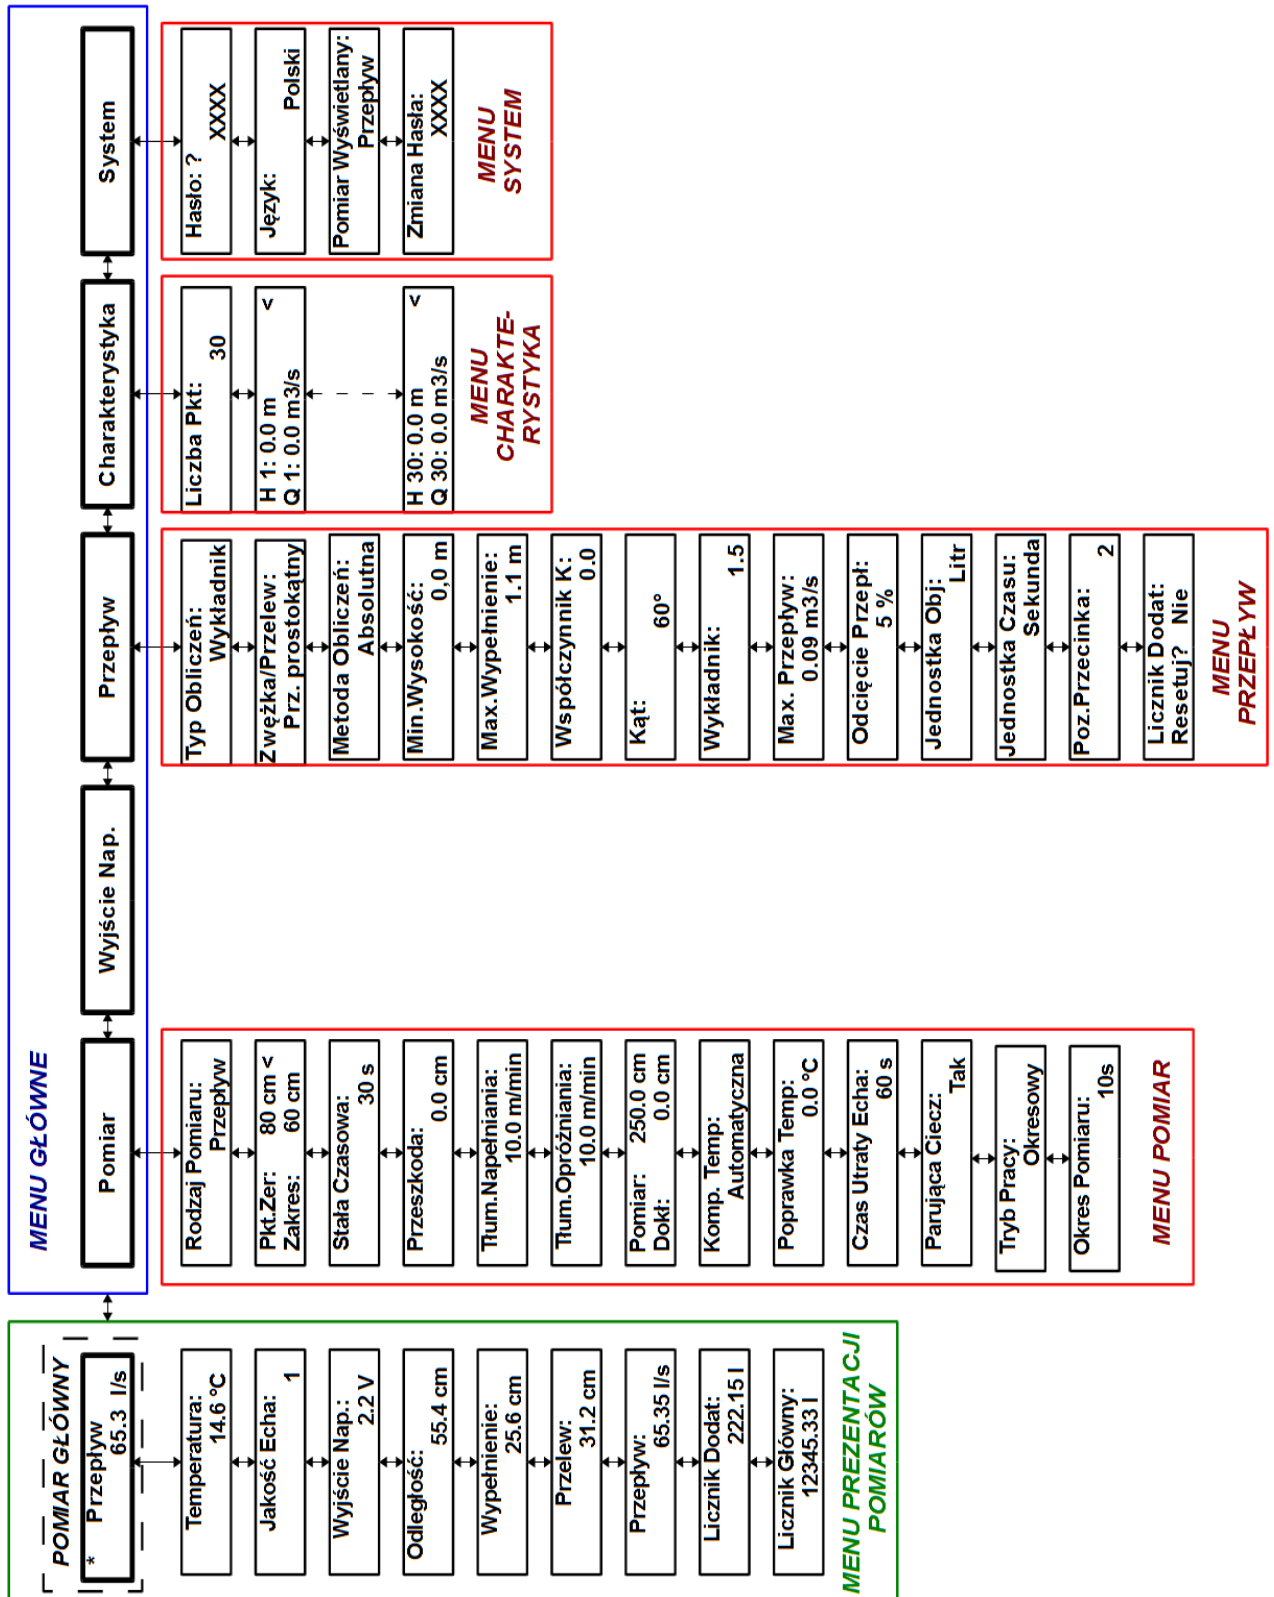 POMIAR GŁÓWNY
* Przepływ
65.3 l/s
Temperatura:
14.6 °C
Jakość Echa:
1
Wyjście Nap.:
2.2 V
Odległość:
55.4 cm
Wypełnienie:
25.6 cm
Przelew:
31.2 cm
Przepływ:
65.35 l/s
Licznik Dodat:
222.15 l
Licznik Główny:
12345.33 l
MENU PREZENTACJI
POMIARÓW
MENU GŁÓWNE
Pomiar
Wyjście Nap.
Przepływ
Charakterystyka
System
Rodzaj Pomiaru:
Przepływ
Pkt.Zer: 80 cm <
Zakres: 60 cm
Stała Czasowa:
30 s
Przeszkoda:
0.0 cm
Tłum.Napełniania:
10.0 m/min
Tłum.Opróżniania:
10.0 m/min
Pomiar: 250.0 cm
Dokł: 0.0 cm
Komp. Temp:
Automatyczna
Poprawka Temp:
0.0 °C
Czas Utraty Echa:
60 s
Parująca Ciecz:
Tak
Tryb Pracy:
Okresowy
Okres Pomiaru:
10s
MENU POMIAR
Typ Obliczeń:
Wykładnik
Zwężka/Przelew:
Prz. prostokątny
Metoda Obliczeń:
Absolutna
Min.Wysokość:
0,0 m
Max.Wypełnienie:
1.1 m
Współczynnik K:
0.0
Kąt:
60°
Wykładnik:
1.5
Max. Przepływ:
0.09 m3/s
Odcięcie Przepł:
5 %
Jednostka Obj:
Litr
Jednostka Czasu:
Sekunda
Poz.Przecinka:
2
Licznik Dodat:
Resetuj? Nie
MENU
PRZEPŁYW
Liczba Pkt:
30
H 1: 0.0 m <
Q 1: 0.0 m3/s
H 30: 0.0 m <
Q 30: 0.0 m3/s
MENU
CHARAKTE-
RYSTYKA
Hasło: ?
XXXX
Język:
Polski
Pomiar Wyświetlany:
Przepływ
Zmiana Hasła:
XXXX
MENU
SYSTEM